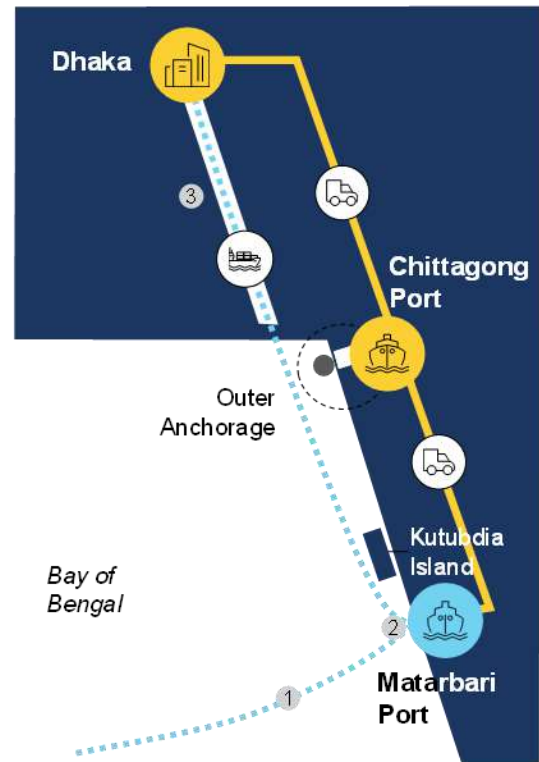 Dhaka
3
Chittagong
Port
Outer
Anchorage
Kutubdia
Island
Bay of
Bengal
2
Matarbari
Port
1